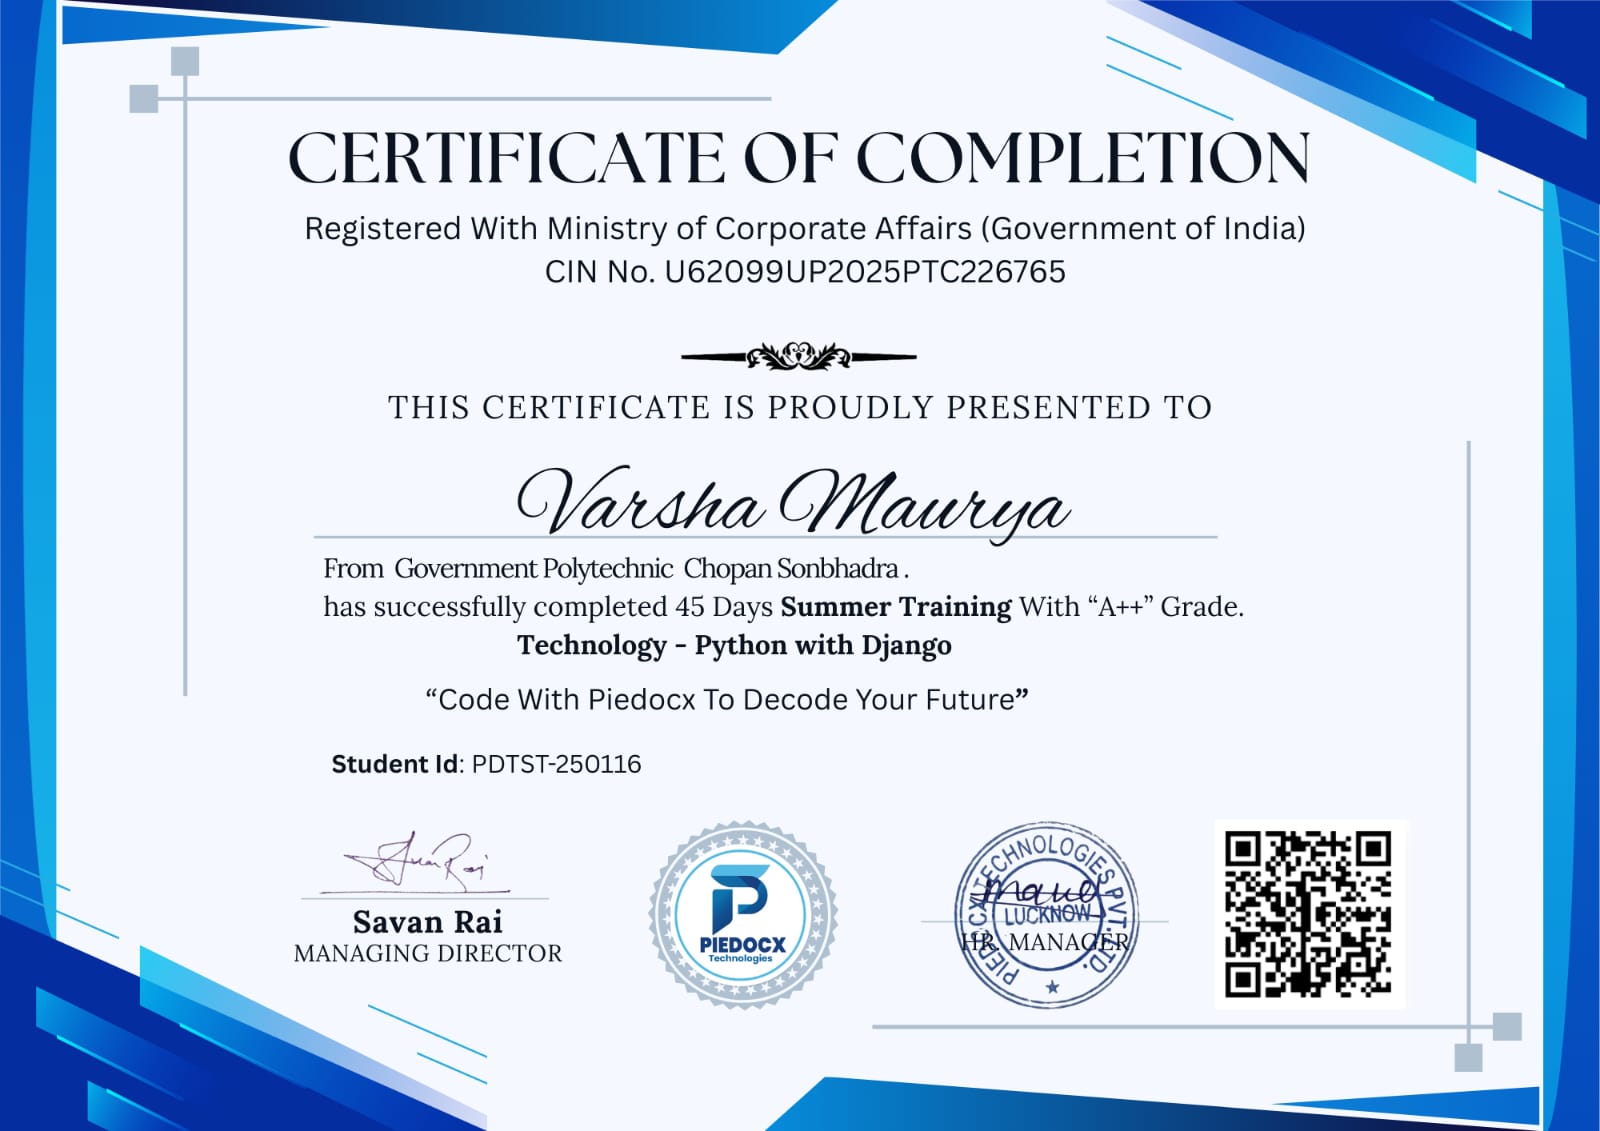 CERTIFICATE OF COMPLETION
Registered With Ministry of Corporate Affairs (Government of India)
CIN No. U62099UP2025PTC226765
THIS CERTIFICATE IS PROUDLY PRESENTED TO
Varsha Maurya
From Government Polytechnic Chopan Sonbhadra .
has successfully completed 45 Days Summer Training With “A++” Grade.
Technology - Python with Django
“Code With Piedocx To Decode Your Future”
Student Id: PDTST-250116
Savan Rai
Savan Rai
MANAGING DIRECTOR
PIEDOCX
Technologies
PIEDOCX TECHNOLOGIES PVT. LTD.
LUCKNOW
HR MANAGER